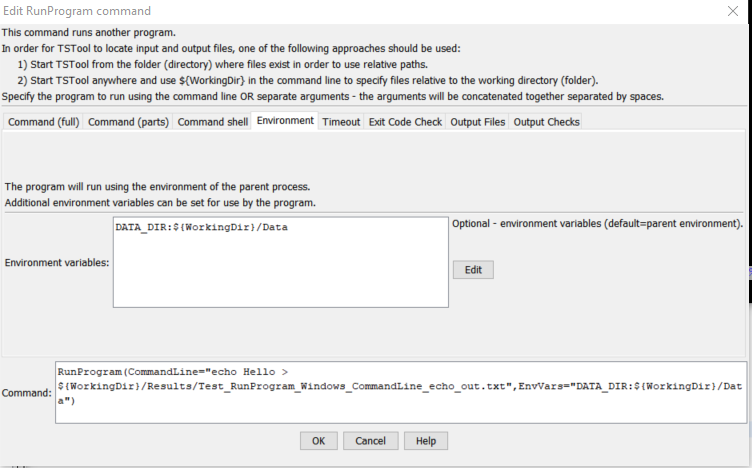 Edit RunProgram command
This command runs another program.
In order for TSTool to locate input and output files, one of the following approaches should be used:
1) Start TSTool from the folder (directory) where files exist in order to use relative paths.
2) Start TSTool anywhere and use ${WorkingDir} in the command line to specify files relative to the working directory (folder).
Specify the program to run using the command line OR separate arguments - the arguments will be concatenated together separated by spaces.
Command (full) Command (parts) Command shell Environment Timeout Exit Code Check Output Files Output Checks
The program will run using the environment of the parent process.
Additional environment variables can be set for use by the program.
Environment variables: DATA_DIR:${WorkingDir}/Data Optional - environment variables (default=parent environment).
Edit
Command: RunProgram(CommandLine="echo Hello >
${WorkingDir}/Results/Test_RunProgram_Windows_CommandLine_echo_out.txt",EnvVars="DATA_DIR:${WorkingDir}/Dat
a")
OK Cancel Help